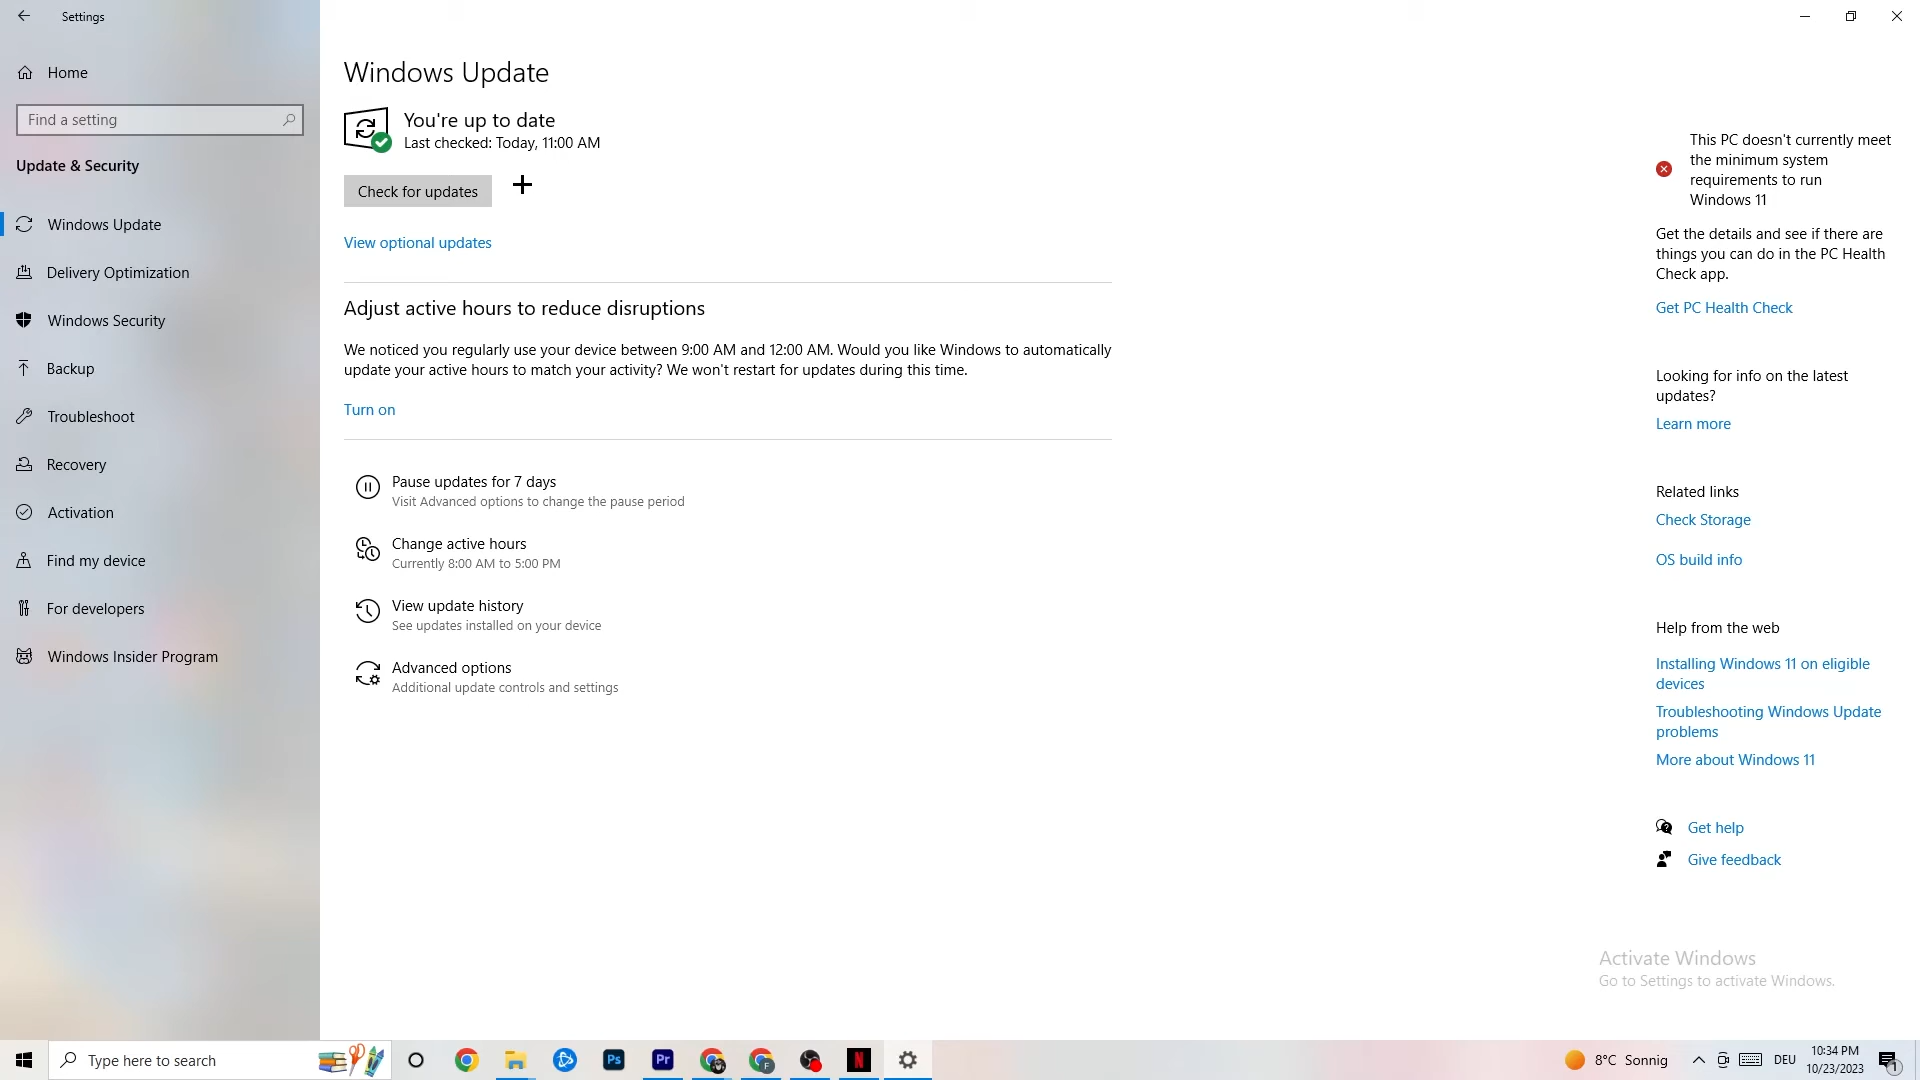 Settings
Home
Find a setting
Update & Security
Windows Update
Delivery Optimization
Windows Security
Backup
Troubleshoot
Recovery
Activation
Find my device
For developers
Windows Insider Program
Windows Update
You're up to date
Last checked: Today, 11:00 AM
Check for updates
View optional updates
Adjust active hours to reduce disruptions
We noticed you regularly use your device between 9:00 AM and 12:00 AM. Would you like Windows to automatically
update your active hours to match your activity? We won't restart for updates during this time.
Turn on
Pause updates for 7 days
Visit Advanced options to change the pause period
Change active hours
Currently 8:00 AM to 5:00 PM
View update history
See updates installed on your device
Advanced options
Additional update controls and settings
This PC doesn't currently meet
the minimum system
requirements to run
Windows 11
Get the details and see if there are
things you can do in the PC Health
Check app.
Get PC Health Check
Looking for info on the latest
updates?
Learn more
Related links
Check Storage
OS build info
Help from the web
Installing Windows 11 on eligible
devices
Troubleshooting Windows Update
problems
More about Windows 11
Get help
Give feedback
Activate Windows
Go to Settings to activate Windows.
Type here to search
Ps
Pr
F
N
8°C Sonnig
DEU
10:34 PM
10/23/2023
1